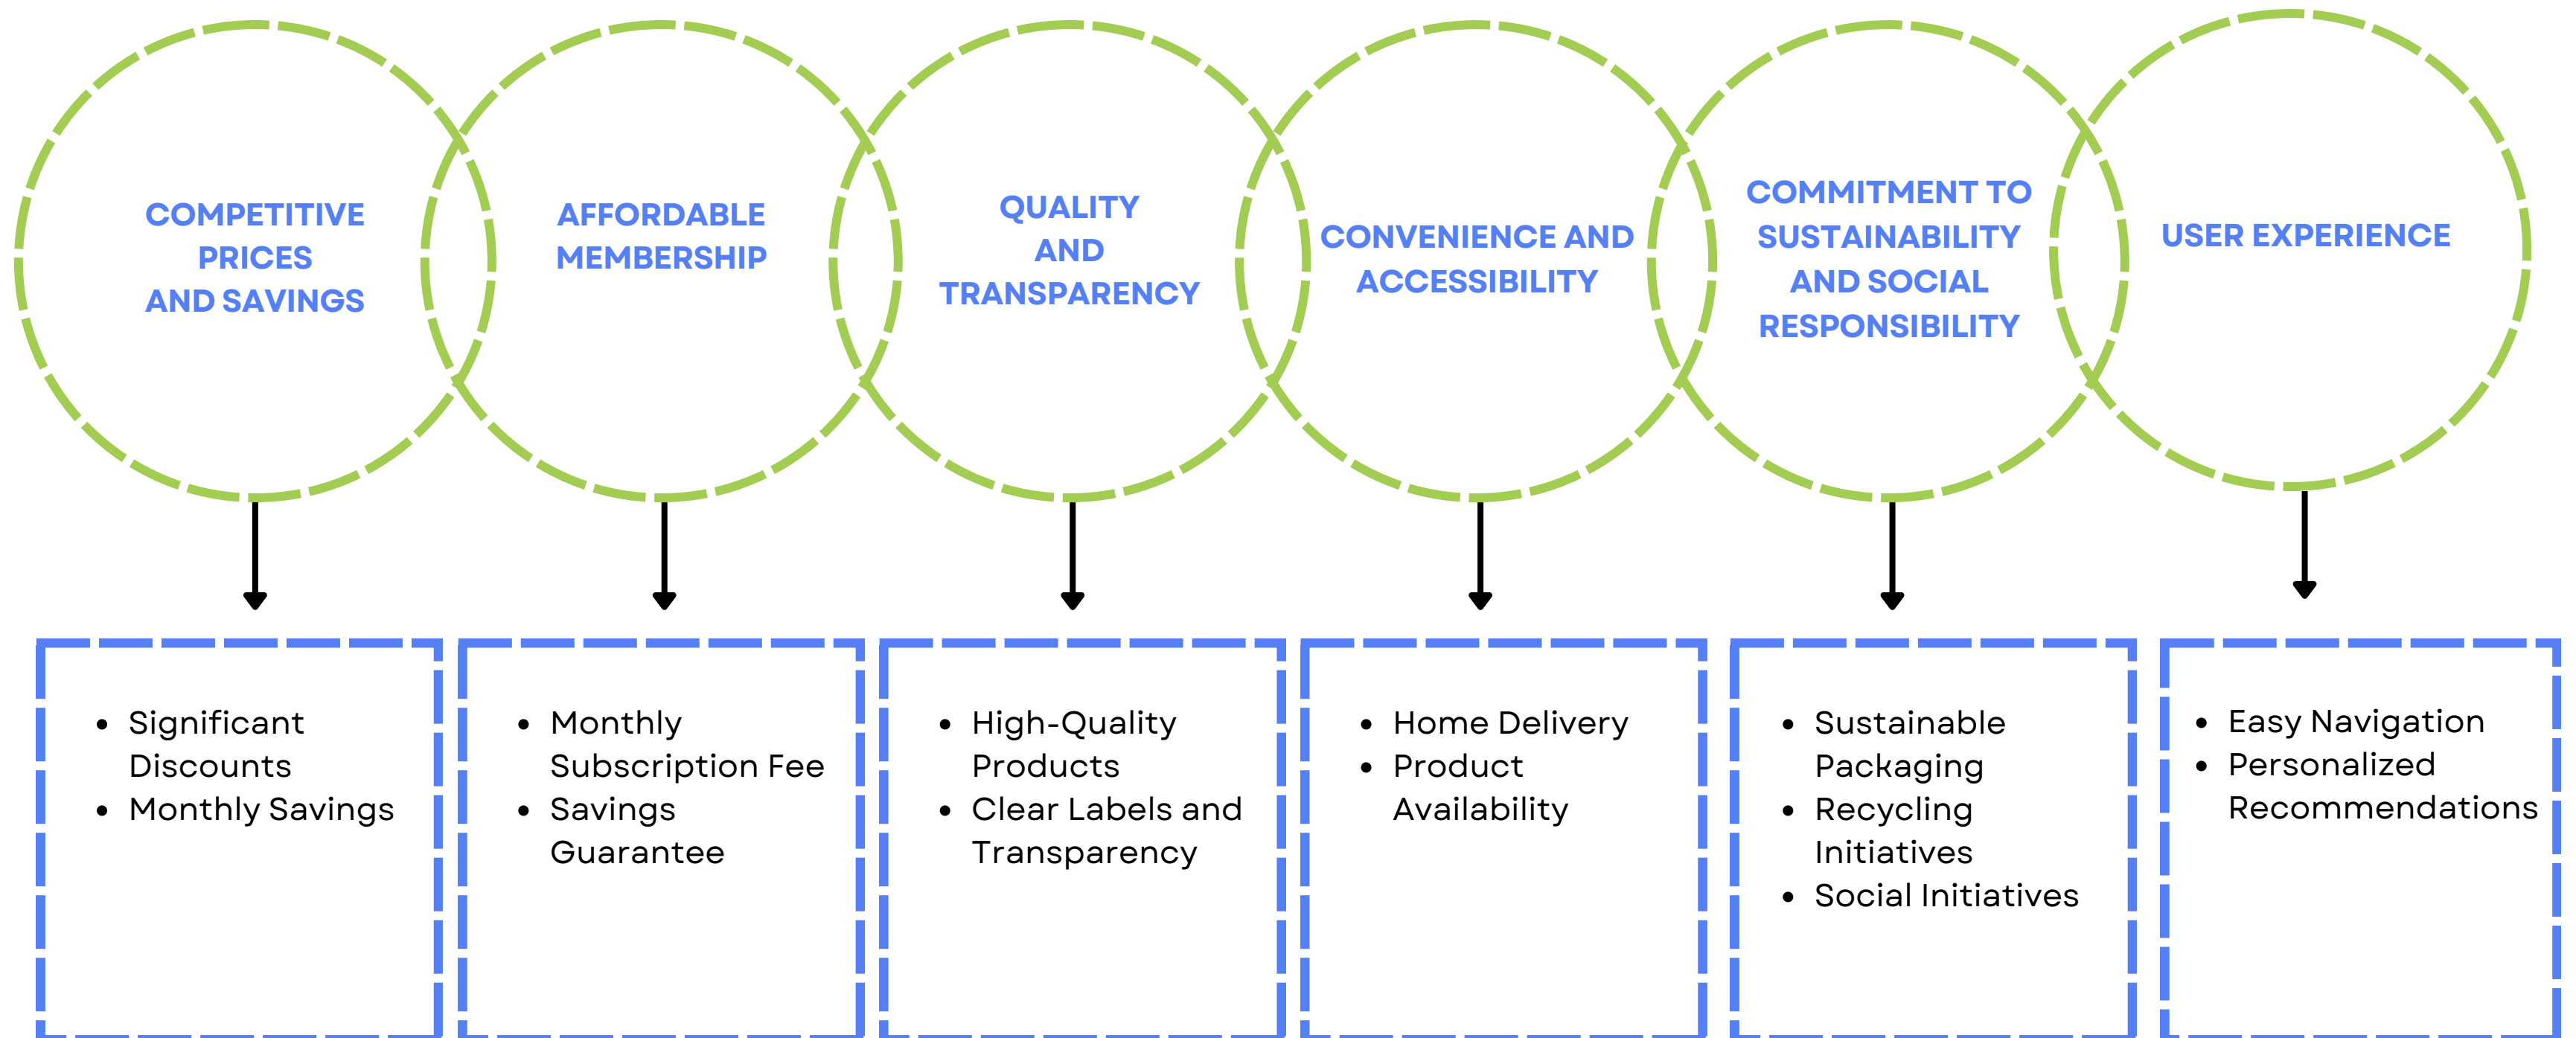 COMPETITIVE
PRICES
AND SAVINGS
AFFORDABLE
MEMBERSHIP
QUALITY
AND
TRANSPARENCY
CONVENIENCE AND
ACCESSIBILITY
COMMITMENT TO
SUSTAINABILITY
AND SOCIAL
RESPONSIBILITY
USER EXPERIENCE
• Significant
Discounts
• Monthly Savings
• Monthly
Subscription Fee
• Savings
Guarantee
• High-Quality
Products
• Clear Labels and
Transparency
• Home Delivery
• Product
Availability
• Sustainable
Packaging
• Recycling
Initiatives
• Social Initiatives
• Easy Navigation
• Personalized
Recommendations